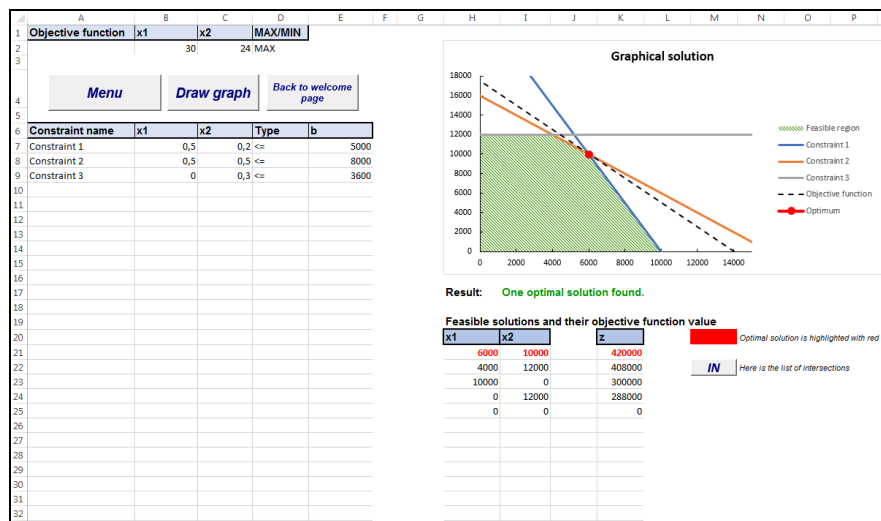 A B C D E F G H I J K L M N O P
1 Objective function x1 x2 MAX/MIN
2 30 24 MAX
3
4 Menu Draw graph Back to welcome page
5
6 Constraint name x1 x2 Type b
7 Constraint 1 0,5 0,2 <= 5000
8 Constraint 2 0,5 0,5 <= 8000
9 Constraint 3 0 0,3 <= 3600
10
11
12
13
14
15
16
17
18
19
20
21
22
23
24
25
26
27
28
29
30
31
32
Graphical solution
18000
16000
14000
12000
10000
8000
6000
4000
2000
0
0 2000 4000 6000 8000 10000 12000 14000
Feasible region
Constraint 1
Constraint 2
Constraint 3
Objective function
Optimum
Result: One optimal solution found.
Feasible solutions and their objective function value
x1 x2 z
6000 10000 420000
4000 12000 408000
10000 0 300000
0 12000 288000
0 0 0
Optimal solution is highlighted with red
IN Here is the list of intersections